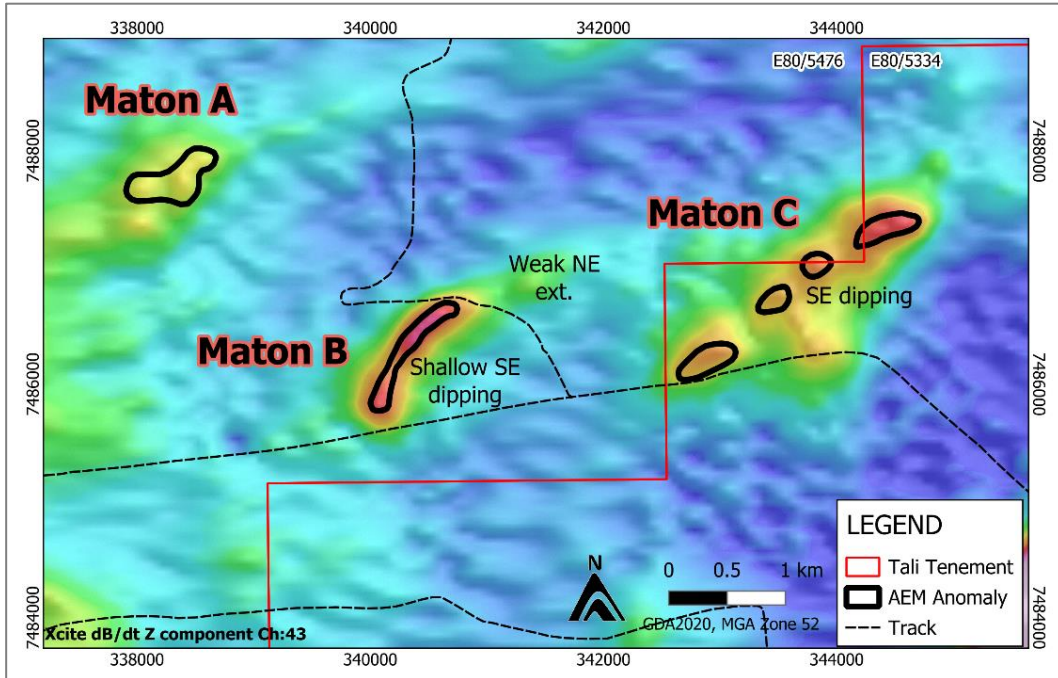 338000 340000 342000 344000
E80/5476 E80/5334
Maton A
7488000
7488000
Maton C
Weak NE
ext.
SE dipping
Maton B
Shallow SE
dipping
7486000
7486000
LEGEND
Tali Tenement
AEM Anomaly
Track
N
0 0.5 1 km
GDA2020, MGA Zone 52
7484000
7484000
Xcite dB/dt Z component Ch:43
338000 340000 342000 344000